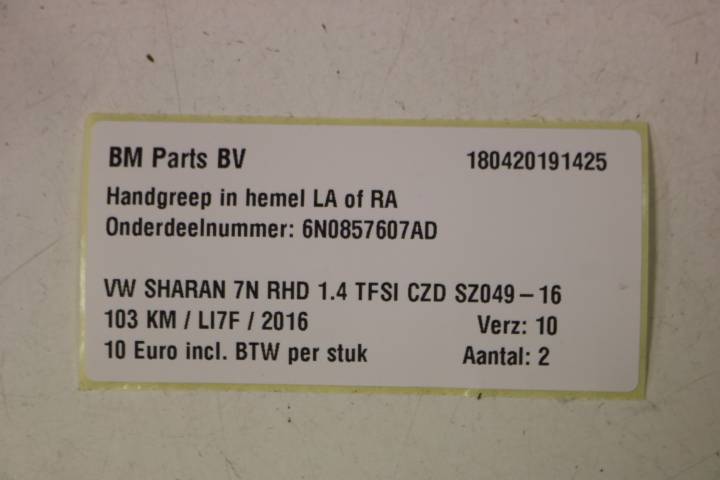 BM Parts BV 180420191425
Handgreep in hemel LA of RA
Onderdeelnummer: 6N0857607AD
VW SHARAN 7N RHD 1.4 TFSI CZD SZ049-16
103 KM / LI7F / 2016 Verz: 10
10 Euro incl. BTW per stuk Aantal: 2